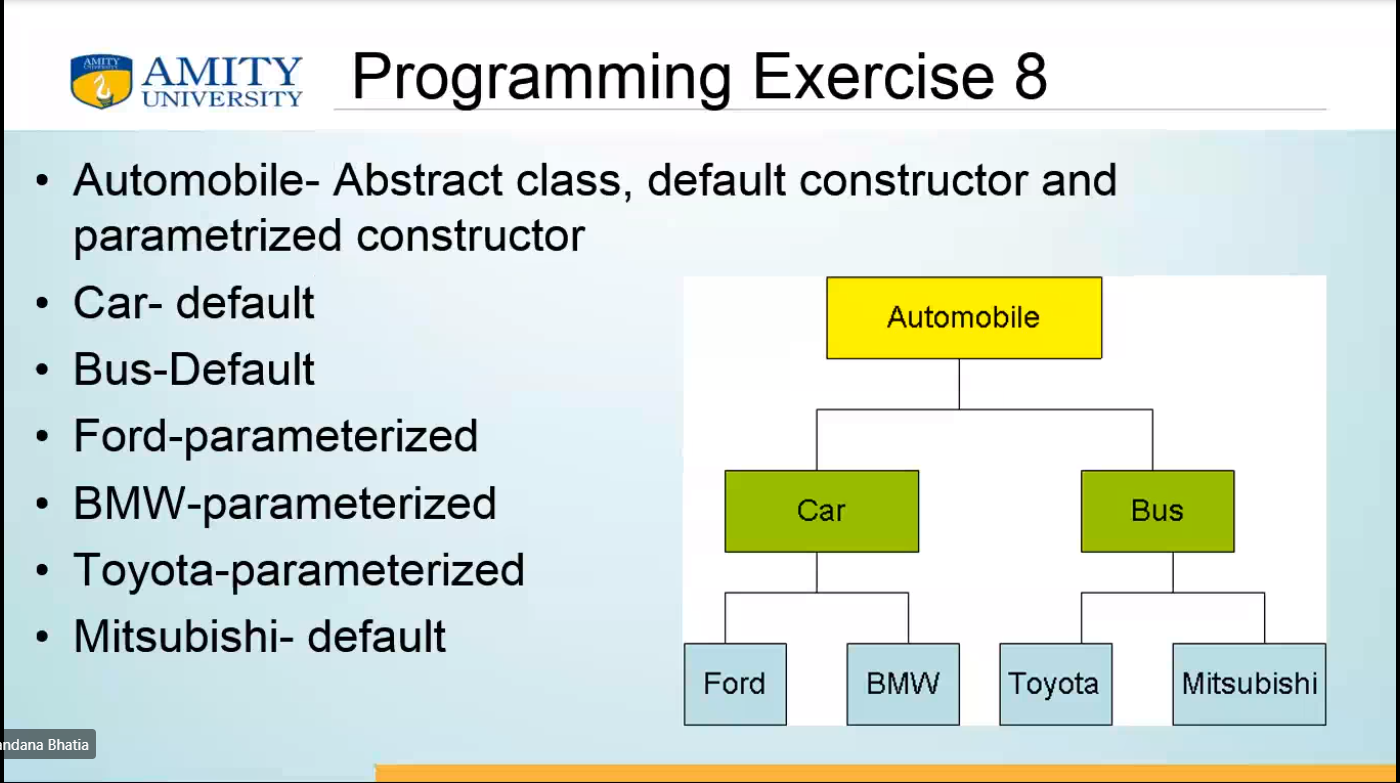 AMITY
AMITY
UNIVERSITY
Programming Exercise 8
• Automobile- Abstract class, default constructor and
parametrized constructor
• Car- default
• Bus-Default
• Ford-parameterized
• BMW-parameterized
• Toyota-parameterized
• Mitsubishi- default
Automobile
Car
Bus
Ford
BMW
Toyota
Mitsubishi
Bhatia